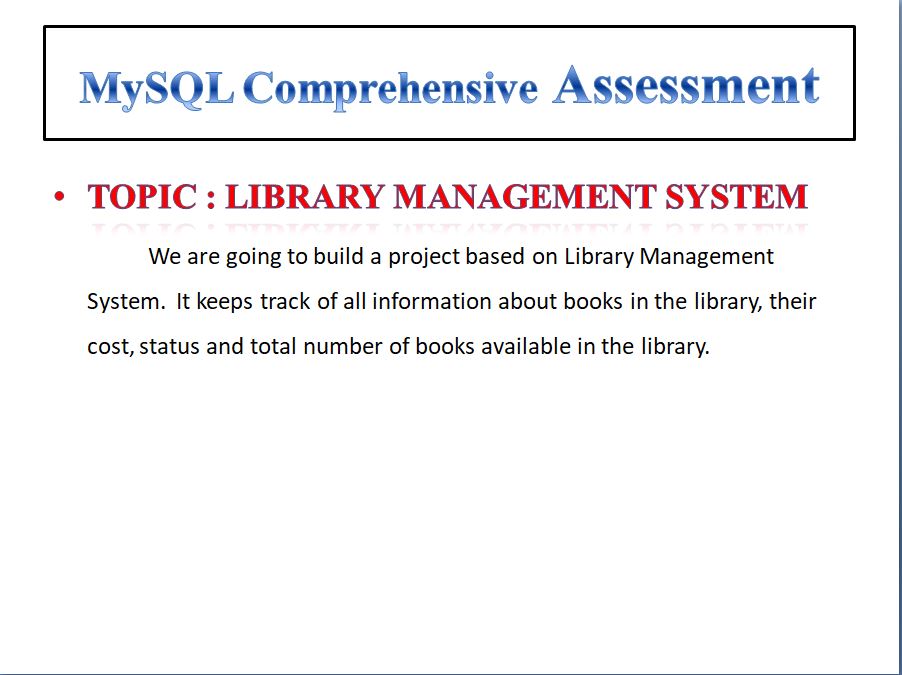 MySQL Comprehensive Assessment
• TOPIC : LIBRARY MANAGEMENT SYSTEM
We are going to build a project based on Library Management
System. It keeps track of all information about books in the library, their
cost, status and total number of books available in the library.